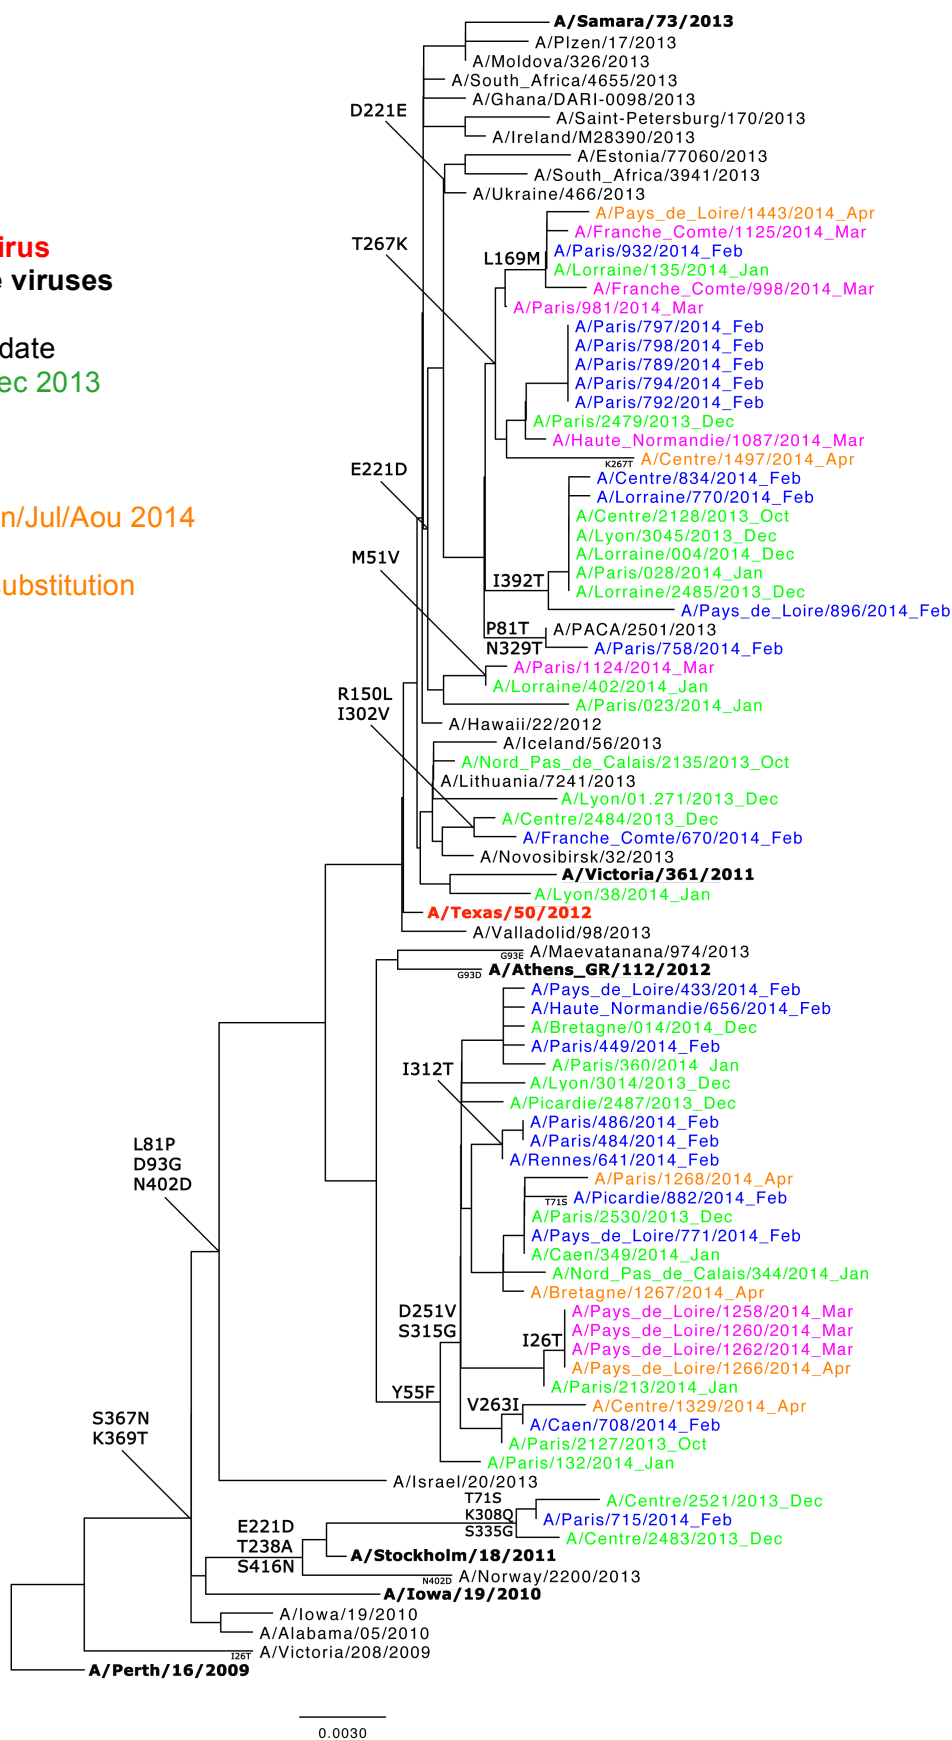 A/Samara/73/2013
A/Plzen/17/2013
A/Moldova/326/2013
A/South_Africa/4655/2013
A/Ghana/DARI-0098/2013
D221E
A/Saint-Petersburg/170/2013
A/Ireland/M28390/2013
A/Estonia/77060/2013
A/South_Africa/3941/2013
A/Ukraine/466/2013
A/Pays_de_Loire/1443/2014_Apr
A/Franche_Comte/1125/2014_Mar
irus
T267K
A/Paris/932/2014_Feb
L169M
A/Lorraine/135/2014_Jan
e viruses
A/Franche_Comte/998/2014_Mar
A/Paris/981/2014_Mar
A/Paris/797/2014_Feb
date
A/Paris/798/2014_Feb
A/Paris/789/2014_Feb
ec 2013
A/Paris/794/2014_Feb
A/Paris/792/2014_Feb
A/Paris/2479/2013_Dec
A/Haute_Normandie/1087/2014_Mar
K267T
A/Centre/1497/2014_Apr
E221D
A/Centre/834/2014_Feb
A/Lorraine/770/2014_Feb
n/Jul/Aou 2014
A/Centre/2128/2013_Oct
A/Lyon/3045/2013_Dec
M51V
A/Lorraine/004/2014_Dec
A/Paris/028/2014_Jan
ubstitution
I392T
A/Lorraine/2485/2013_Dec
A/Pays_de_Loire/896/2014_Feb
P81T
A/PACA/2501/2013
N329T
A/Paris/758/2014_Feb
A/Paris/1124/2014_Mar
A/Lorraine/402/2014_Jan
R150L
I302V
A/Paris/023/2014_Jan
A/Hawaii/22/2012
A/Iceland/56/2013
A/Nord_Pas_de_Calais/2135/2013_Oct
A/Lithuania/7241/2013
A/Lyon/01.271/2013_Dec
A/Centre/2484/2013_Dec
A/Franche_Comte/670/2014_Feb
A/Novosibirsk/32/2013
A/Victoria/361/2011
A/Lyon/38/2014_Jan
A/Texas/50/2012
A/Valladolid/98/2013
G93E
A/Maevatanana/974/2013
G93D
A/Athens_GR/112/2012
A/Pays_de_Loire/433/2014_Feb
A/Haute_Normandie/656/2014_Feb
A/Bretagne/014/2014_Dec
A/Paris/449/2014_Feb
I312T
A/Paris/360/2014_Jan
A/Lyon/3014/2013_Dec
A/Picardie/2487/2013_Dec
A/Paris/486/2014_Feb
A/Paris/484/2014_Feb
A/Rennes/641/2014_Feb
L81P
D93G
N402D
A/Paris/1268/2014_Apr
T71S
A/Picardie/882/2014_Feb
A/Paris/2530/2013_Dec
A/Pays_de_Loire/771/2014_Feb
A/Caen/349/2014_Jan
A/Nord_Pas_de_Calais/344/2014_Jan
A/Bretagne/1267/2014_Apr
D251V
S315G
A/Pays_de_Loire/1258/2014_Mar
A/Pays_de_Loire/1260/2014_Mar
I26T
A/Pays_de_Loire/1262/2014_Mar
A/Pays_de_Loire/1266/2014_Apr
A/Paris/213/2014_Jan
Y55F
V263I
A/Centre/1329/2014_Apr
S367N
K369T
A/Caen/708/2014_Feb
A/Paris/2127/2013_Oct
A/Paris/132/2014_Jan
A/Israel/20/2013
T71S
K308Q
S335G
A/Centre/2521/2013_Dec
A/Paris/715/2014_Feb
A/Centre/2483/2013_Dec
E221D
T238A
S416N
A/Stockholm/18/2011
N402D
A/Norway/2200/2013
A/Iowa/19/2010
A/Iowa/19/2010
A/Alabama/05/2010
I26T
A/Victoria/208/2009
A/Perth/16/2009
0.0030